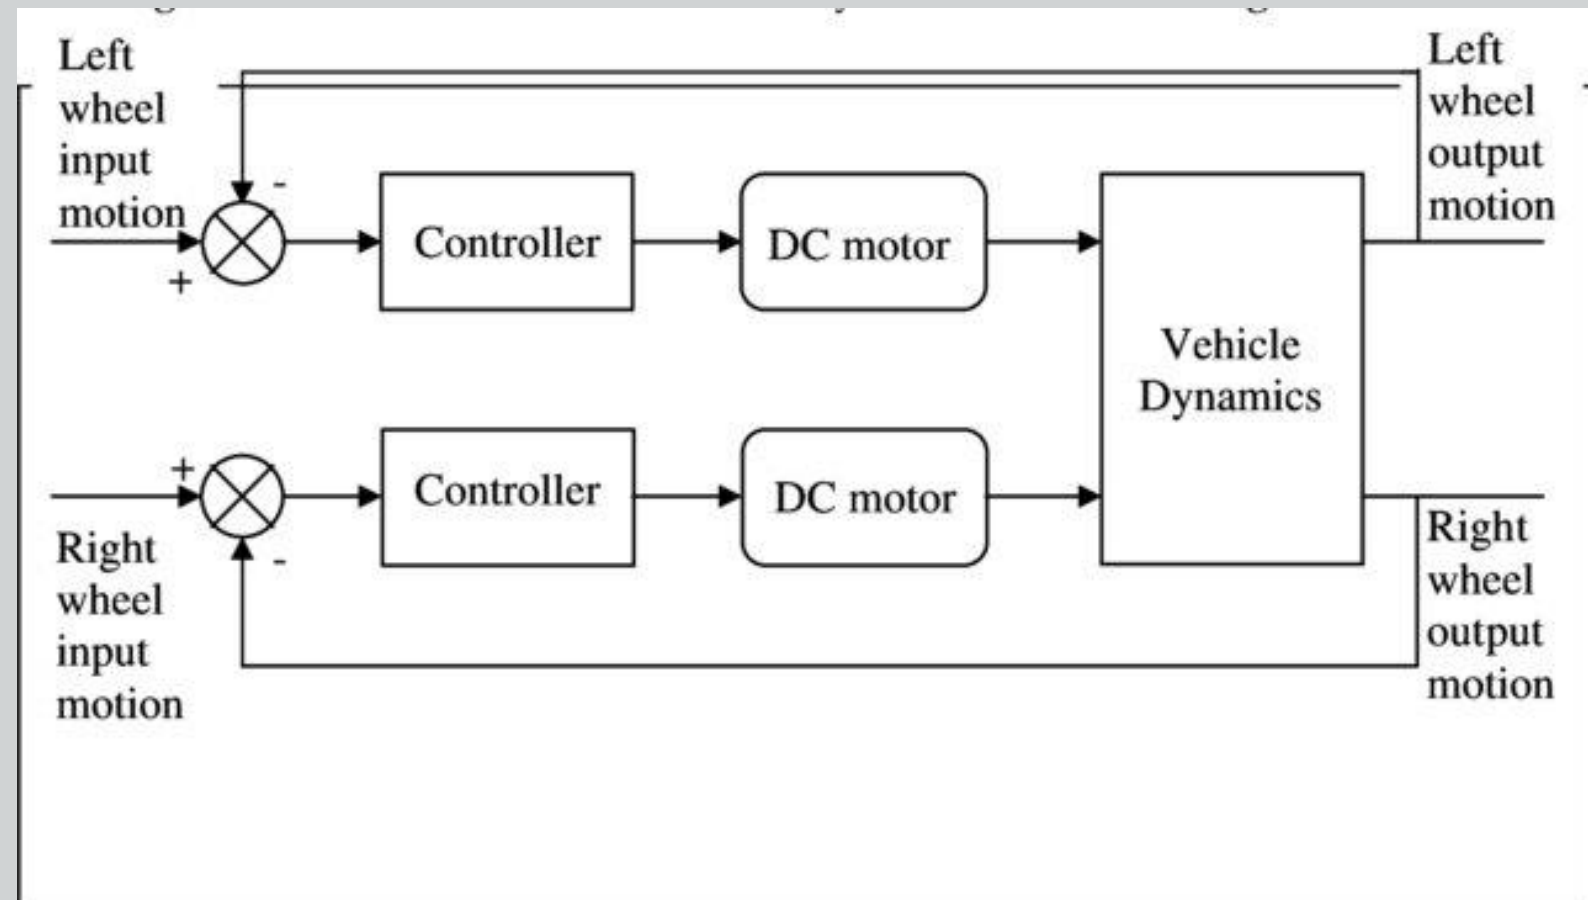 Left
wheel
input
motion
+
-
Controller
DC motor
Vehicle
Dynamics
Left
wheel
output
motion
+
-
Right
wheel
input
motion
Controller
DC motor
Right
wheel
output
motion